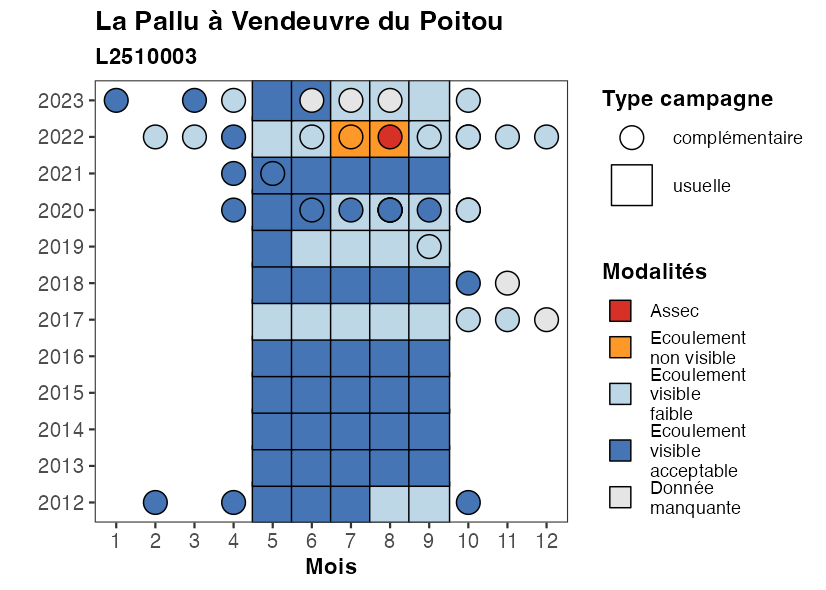 La Pallu à Vendeuvre du Poitou
L2510003
2023
2022
2021
2020
2019
2018
2017
2016
2015
2014
2013
2012
1 2 3 4 5 6 7 8 9 10 11 12
Mois
Type campagne
complémentaire
usuelle
Modalités
Assec
Ecoulement
non visible
Ecoulement
visible
faible
Ecoulement
visible
acceptable
Donnée
manquante